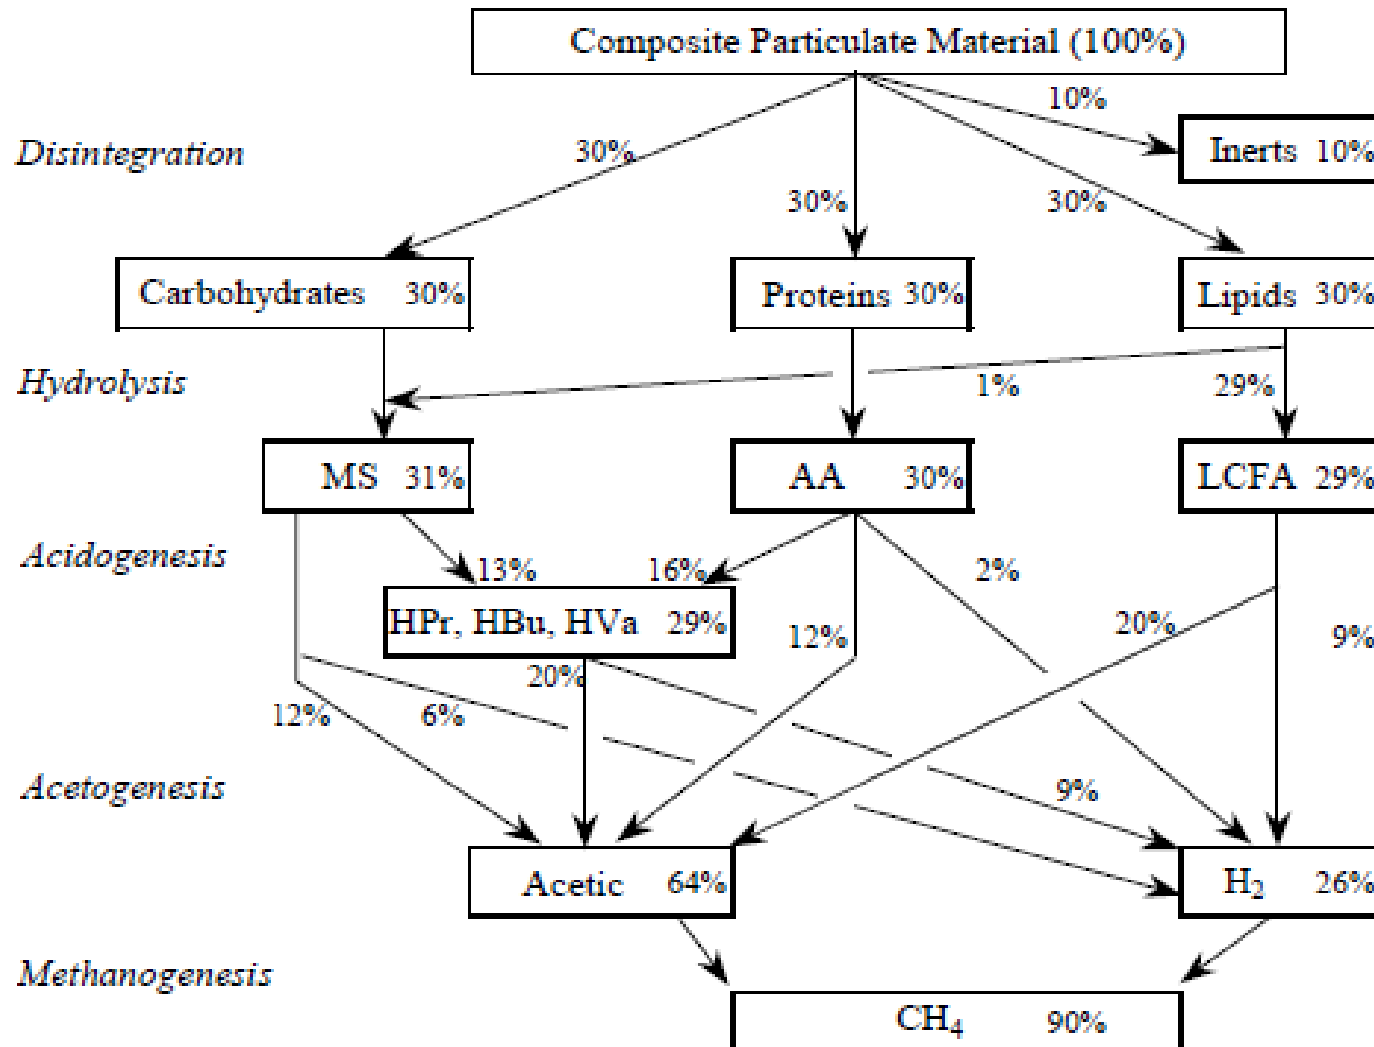 Composite Particulate Material (100%)
10%
Disintegration
30%
Inerts 10%
30%
30%
Carbohydrates 30%
Proteins 30%
Lipids 30%
Hydrolysis
1%
29%
MS 31%
AA 30%
LCFA 29%
Acidogenesis
13%
16%
2%
HPr, HBu, HVa 29%
12%
20%
9%
20%
12%
6%
Acetogenesis
9%
Acetic 64%
H₂ 26%
Methanogenesis
CH₄ 90%